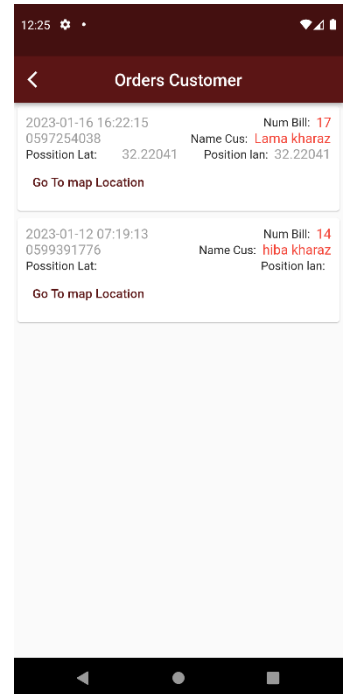 12:25
Orders Customer
2023-01-16 16:22:15 Num Bill: 17
0597254038 Name Cus: Lama kharaz
Possition Lat: 32.22041 Position lan: 32.22041
Go To map Location
2023-01-12 07:19:13 Num Bill: 14
0599391776 Name Cus: hiba kharaz
Possition Lat: Position lan:
Go To map Location